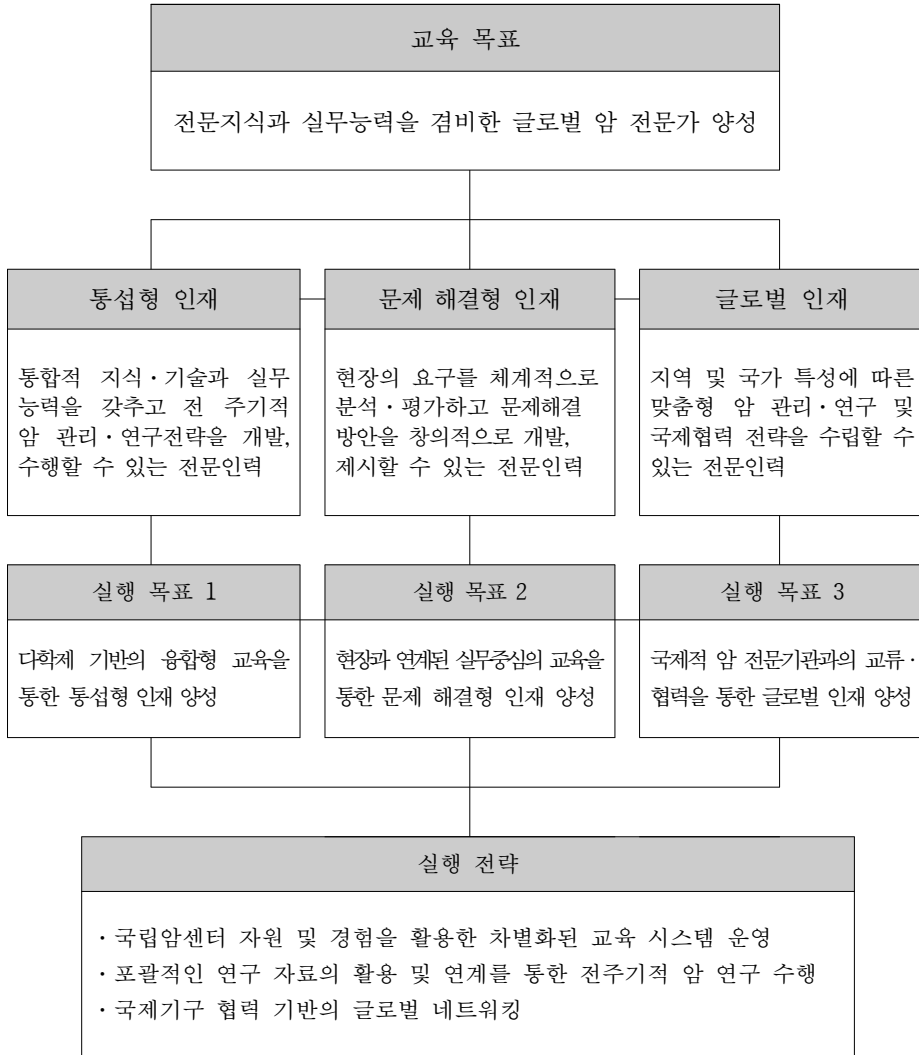 교육 목표
전문지식과 실무능력을 겸비한 글로벌 암 전문가 양성
통섭형 인재
통합적 지식·기술과 실무
능력을 갖추고 전 주기적
암 관리·연구전략을 개발,
수행할 수 있는 전문인력
문제 해결형 인재
현장의 요구를 체계적으로
분석·평가하고 문제해결
방안을 창의적으로 개발,
제시할 수 있는 전문인력
글로벌 인재
지역 및 국가 특성에 따른
맞춤형 암 관리·연구 및
국제협력 전략을 수립할 수
있는 전문인력
실행 목표 1
다학제 기반의 융합형 교육을
통한 통섭형 인재 양성
실행 목표 2
현장과 연계된 실무중심의 교육을
통한 문제 해결형 인재 양성
실행 목표 3
국제적 암 전문기관과의 교류·
협력을 통한 글로벌 인재 양성
실행 전략
·국립암센터 자원 및 경험을 활용한 차별화된 교육 시스템 운영
·포괄적인 연구 자료의 활용 및 연계를 통한 전주기적 암 연구 수행
·국제기구 협력 기반의 글로벌 네트워킹